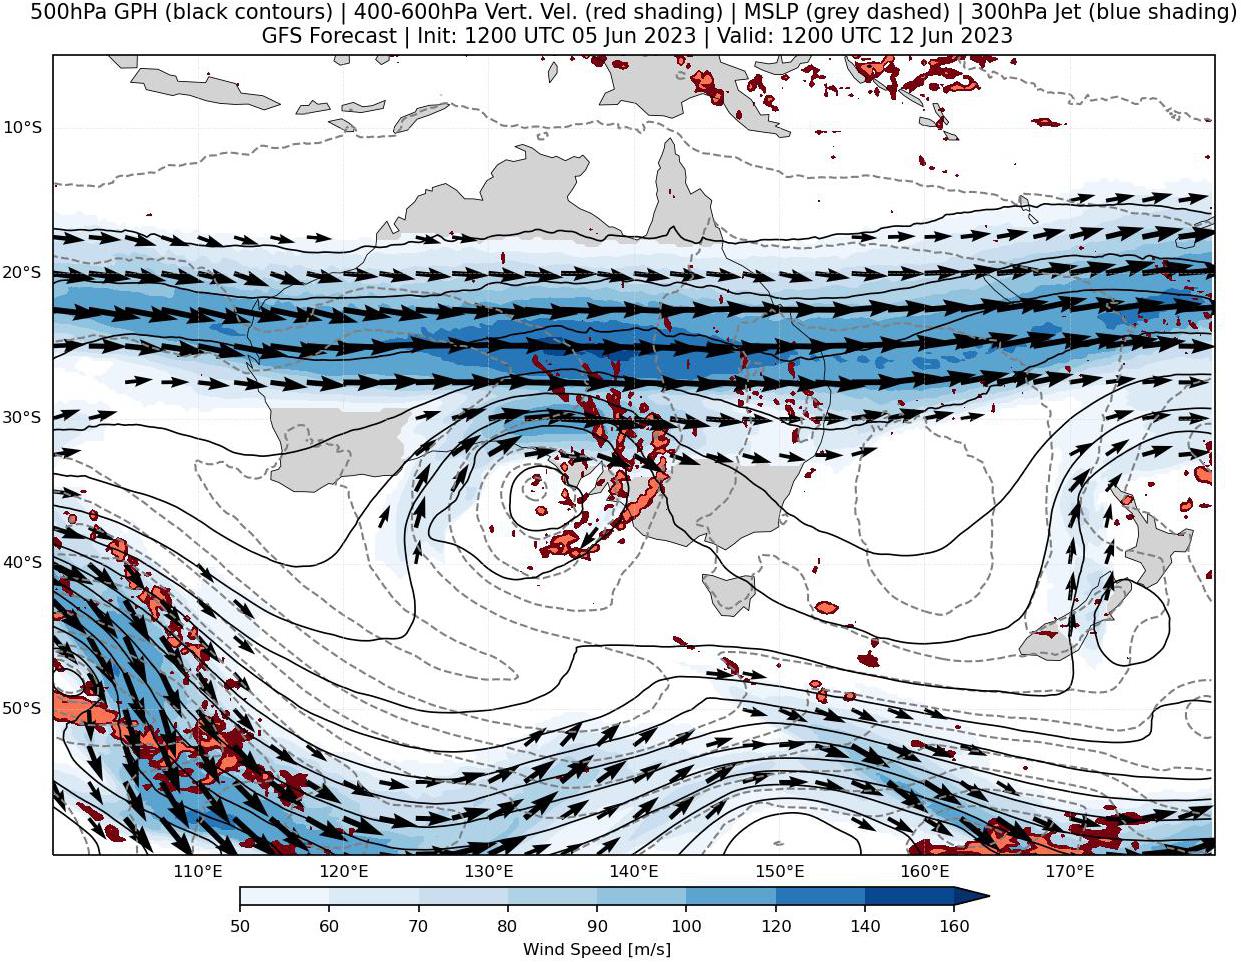 500hPa GPH (black contours) | 400-600hPa Vert. Vel. (red shading) | MSLP (grey dashed) | 300hPa Jet (blue shading)
GFS Forecast | Init: 1200 UTC 05 Jun 2023 | Valid: 1200 UTC 12 Jun 2023
10°S
20°S
30°S
40°S
50°S
110°E 120°E 130°E 140°E 150°E 160°E 170°E
50 60 70 80 90 100 120 140 160
Wind Speed [m/s]